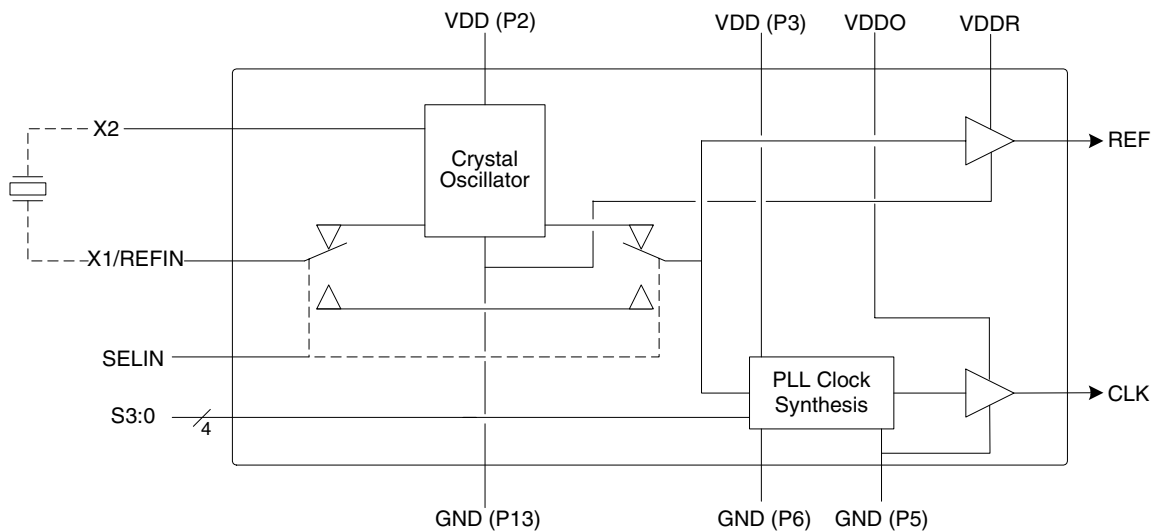 VDD (P2)
VDD (P3)
VDDO
VDDR
X2
Crystal
Oscillator
REF
X1/REFIN
SELIN
PLL Clock
Synthesis
CLK
S3:0
4
GND (P13)
GND (P6)
GND (P5)